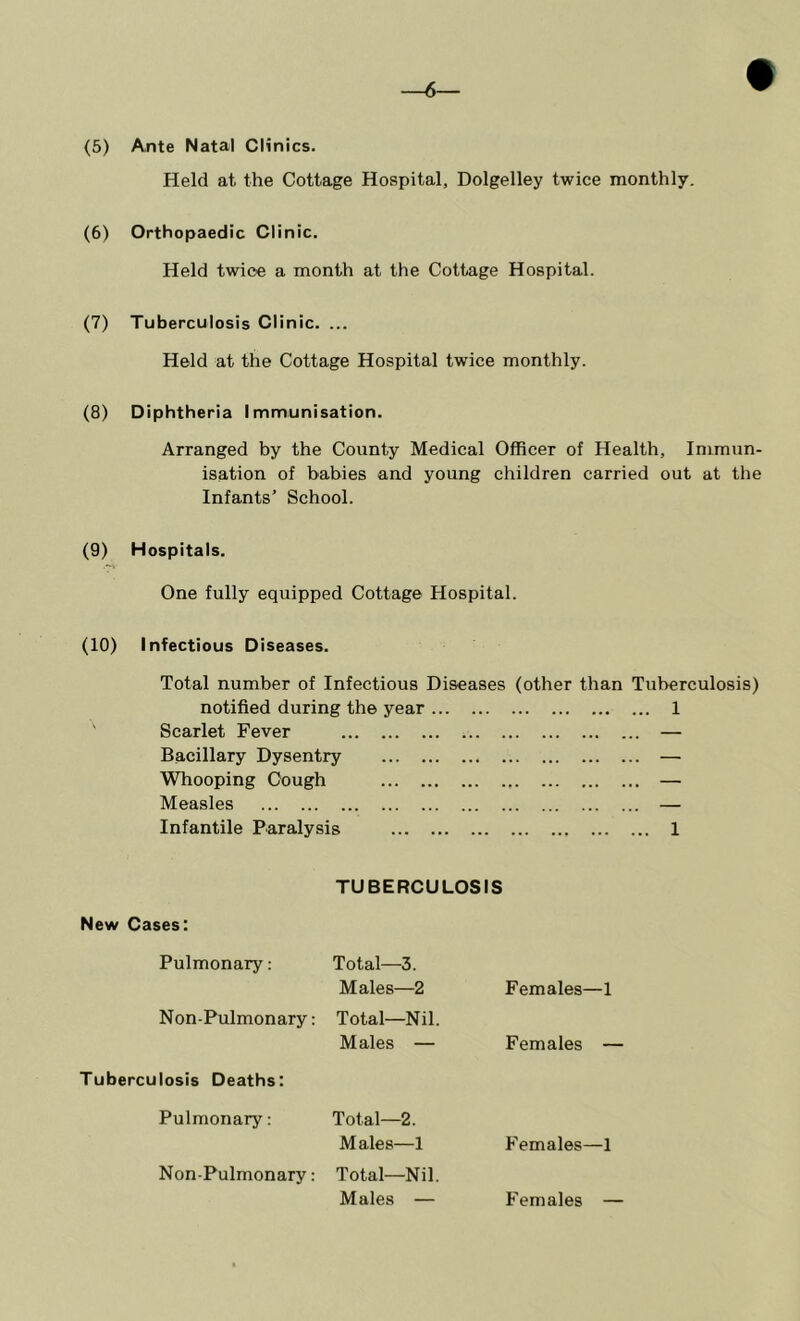 —6—
(5) Ante Natal Clinics.
Held at the Cottage Hospital, Dolgelley twice monthly.
(6) Orthopaedic Clinic.
Held twice a month at the Cottage Hospital.
(7) Tuberculosis Clinic. ...
Held at the Cottage Hospital twice monthly.
(8) Diphtheria Immunisation.
Arranged by the County Medical Officer of Health, Immun-
isation of babies and young children carried out at the
Infants' School.
(9) Hospitals.
One fully equipped Cottage Hospital.
(10) Infectious Diseases.
Total number of Infectious Diseases (other than Tuberculosis)
notified during the year ... ... ... ... ... ... 1
Scarlet Fever ... ... ... ... ... ... ... ... —
Bacillary Dysentry ... ... ... ... ... ... ... —
Whooping Cough ... ... ... ... ... ... ... —
Measles ... ... ... ... ... ... ... ... ... ... —
Infantile Paralysis ... ... ... ... ... ... ... 1
TUBERCULOSIS
New Cases:
Pulmonary: Total—3.
Males—2 Females—1
Non-Pulmonary: Total—Nil.
Males — Females —
Tuberculosis Deaths:
Pulmonary: Total—2.
Males—1 Females—1
Non-Pulmonary: Total—Nil.
Males — Females —